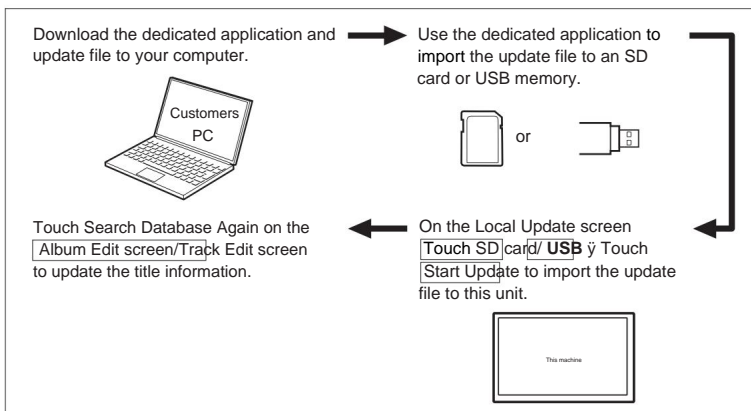 Download the dedicated application and
update file to your computer.
Customers
PC
Use the dedicated application to
import the update file to an SD
card or USB memory.
or
On the Local Update screen
Touch SD card/ USB ÿ Touch
Start Update to import the update
file to this unit.
This machine
Touch Search Database Again on the
Album Edit screen/Track Edit screen
to update the title information.